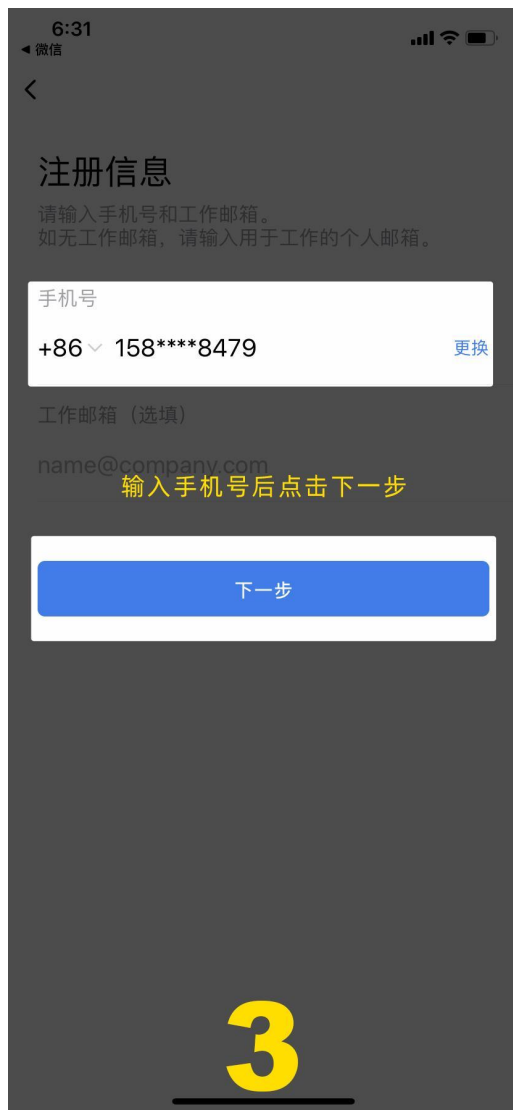 6:31
◀ 微信
注册信息
请输入手机号和工作邮箱。
如无工作邮箱，请输入用于工作的个人邮箱。
手机号
+86 158****8479 更换
工作邮箱（选填）
name@company.com
输入手机号后点击下一步
下一步
3